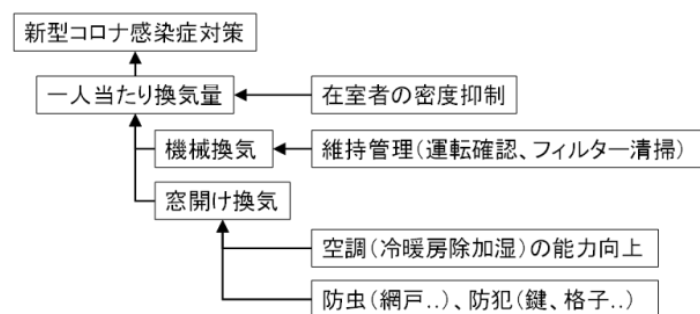 新型コロナ感染症対策
一人当たり換気量
在室者の密度抑制
機械換気
維持管理(運転確認、フィルター清掃)
窓開け換気
空調(冷暖房除加湿)の能力向上
防虫(網戸..)、防犯(鍵、格子..)